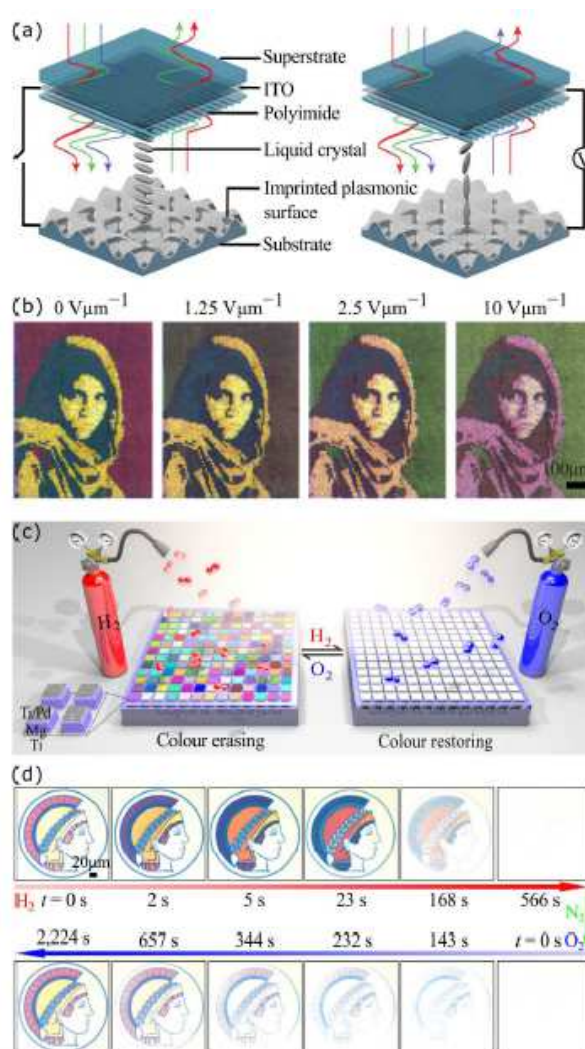 (a)
Superstrate
ITO
Polyimide
Liquid crystal
Imprinted plasmonic
surface
Substrate
V
(b) 0 Vμm⁻¹ 1.25 Vμm⁻¹ 2.5 Vμm⁻¹ 10 Vμm⁻¹
100μm
(c)
H₂ O₂
H₂
O₂
Ti/Pd
Mg
Ti
Colour erasing Colour restoring
(d)
20μm
H₂ t = 0 s 2 s 5 s 23 s 168 s 566 s N₂
2,224 s 657 s 344 s 232 s 143 s t = 0 s O₂